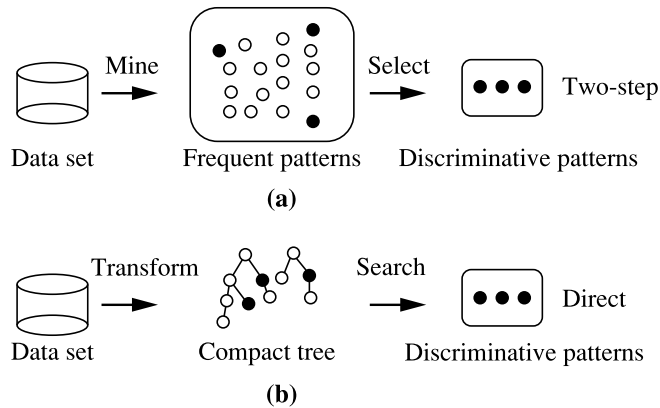 Mine
Select
Two-step
Data set
Frequent patterns
Discriminative patterns
(a)
Transform
Search
Direct
Data set
Compact tree
Discriminative patterns
(b)